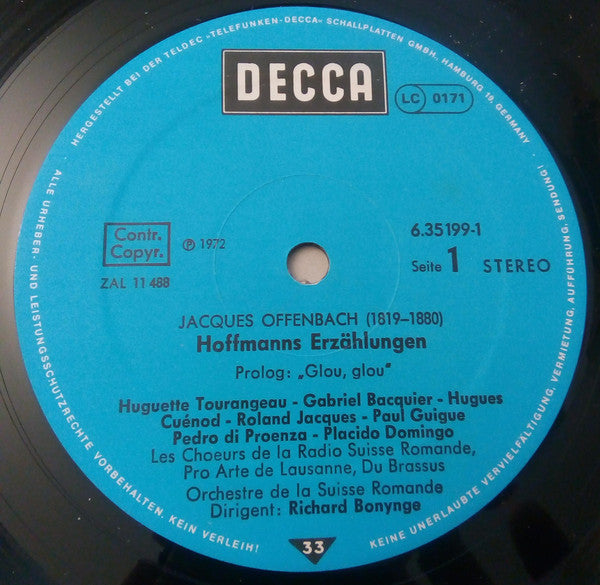 HERGESTELLT BEI DER TELDEC »TELEFUNKEN-DECCA« SCHALLPLATTEN GMBH, HAMBURG 19, GERMANY ·
ALLE URHEBER- UND LEISTUNGSSCHUTZRECHTE VORBEHALTEN. KEIN VERLEIH!
KEINE UNERLAUBTE VERVIELFÄLTIGUNG, VERMIETUNG, AUFFÜHRUNG, SENDUNG!
DECCA
LC 0171
Contr.
Copyr.
℗ 1972
6.35199-1
Seite 1 STEREO
ZAL 11 488
JACQUES OFFENBACH (1819-1880)
Hoffmanns Erzählungen
Prolog: „Glou, glou"
Huguette Tourangeau - Gabriel Bacquier - Hugues
Cuénod - Roland Jacques - Paul Guigue
Pedro di Proenza - Placido Domingo
Les Choeurs de la Radio Suisse Romande,
Pro Arte de Lausanne, Du Brassus
Orchestre de la Suisse Romande
Dirigent: Richard Bonynge
33